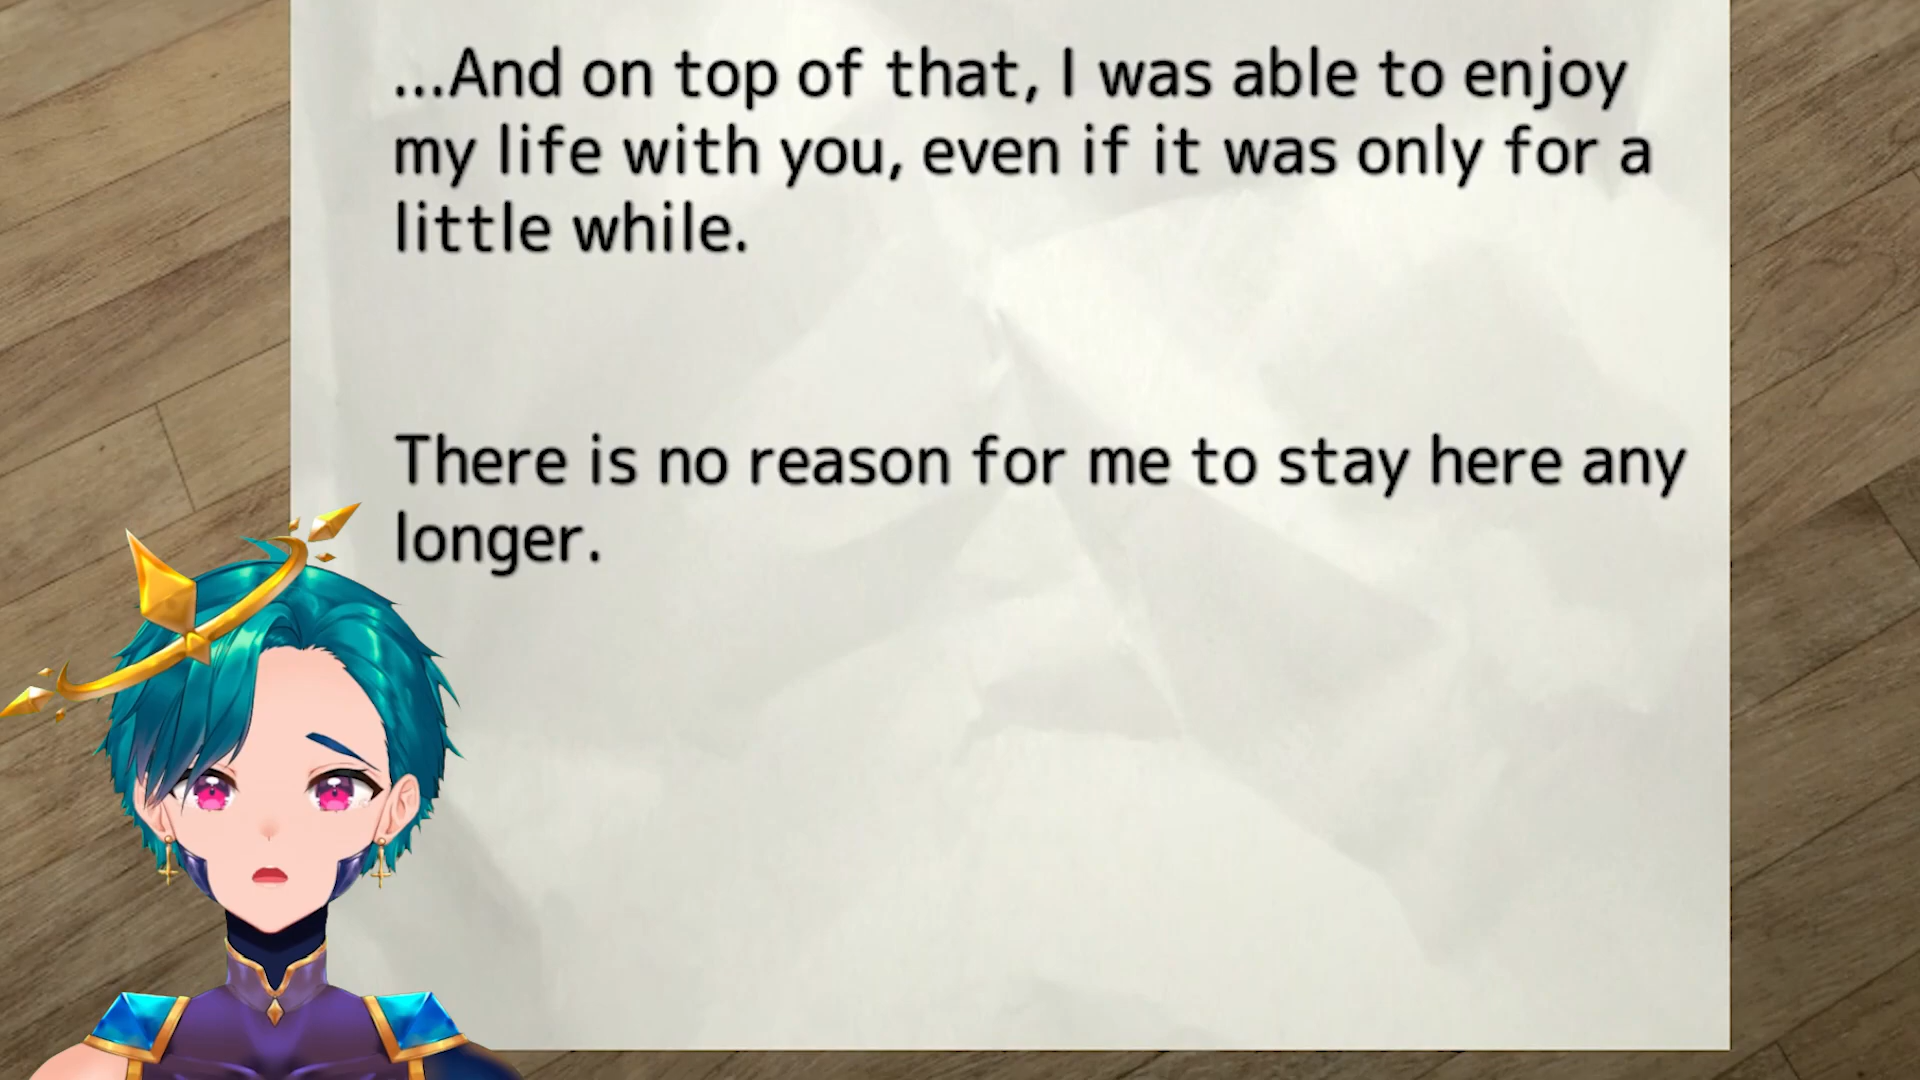 ...And on top of that, I was able to enjoy
my life with you, even if it was only for a
little while.
There is no reason for me to stay here any
longer.